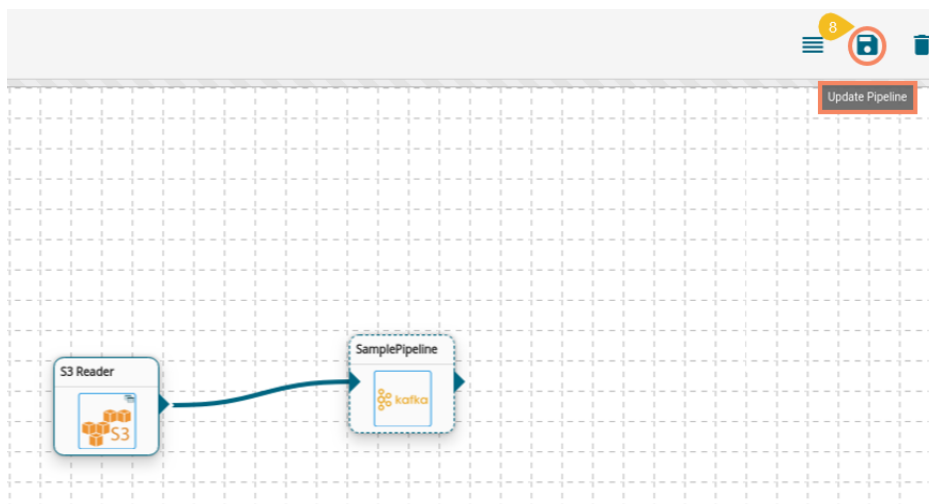 8
Update Pipeline
SamplePipeline
kafka
S3 Reader
S3